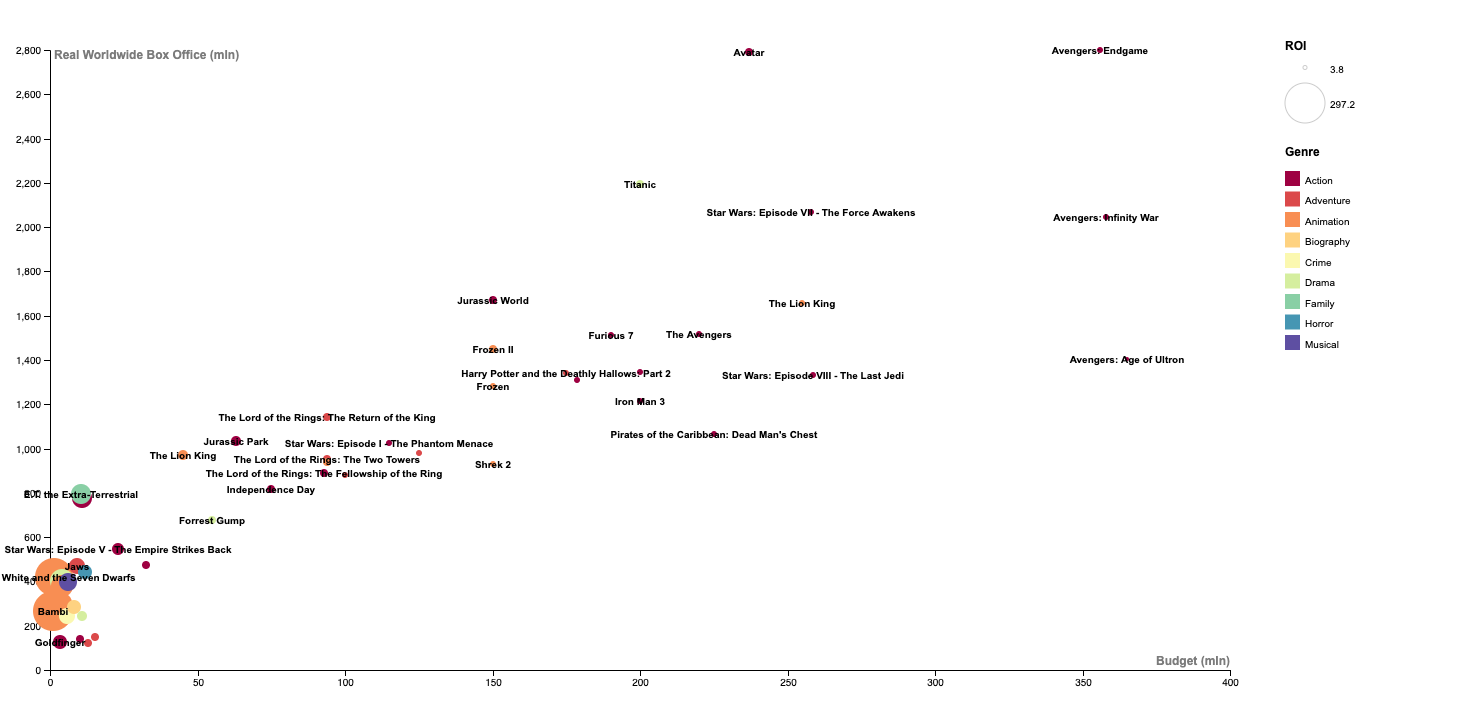 Real Worldwide Box Office (mln)
2,800
2,600
2,400
2,200
2,000
1,800
1,600
1,400
1,200
1,000
800
600
400
200
0
Avatar
Avengers: Endgame
Titanic
Star Wars: Episode VII - The Force Awakens
Avengers: Infinity War
Jurassic World
The Lion King
Furious 7
The Avengers
Frozen II
Avengers: Age of Ultron
Harry Potter and the Deathly Hallows: Part 2
Star Wars: Episode VIII - The Last Jedi
Frozen
Iron Man 3
The Lord of the Rings: The Return of the King
Pirates of the Caribbean: Dead Man's Chest
Jurassic Park
Star Wars: Episode I - The Phantom Menace
The Lion King
The Lord of the Rings: The Two Towers
Shrek 2
The Lord of the Rings: The Fellowship of the Ring
Independence Day
E.T. the Extra-Terrestrial
Forrest Gump
Star Wars: Episode V - The Empire Strikes Back
Jaws
White and the Seven Dwarfs
Bambi
Goldfinger
Budget (mln)
0
50
100
150
200
250
300
350
400
ROI
3.8
297.2
Genre
Action
Adventure
Animation
Biography
Crime
Drama
Family
Horror
Musical